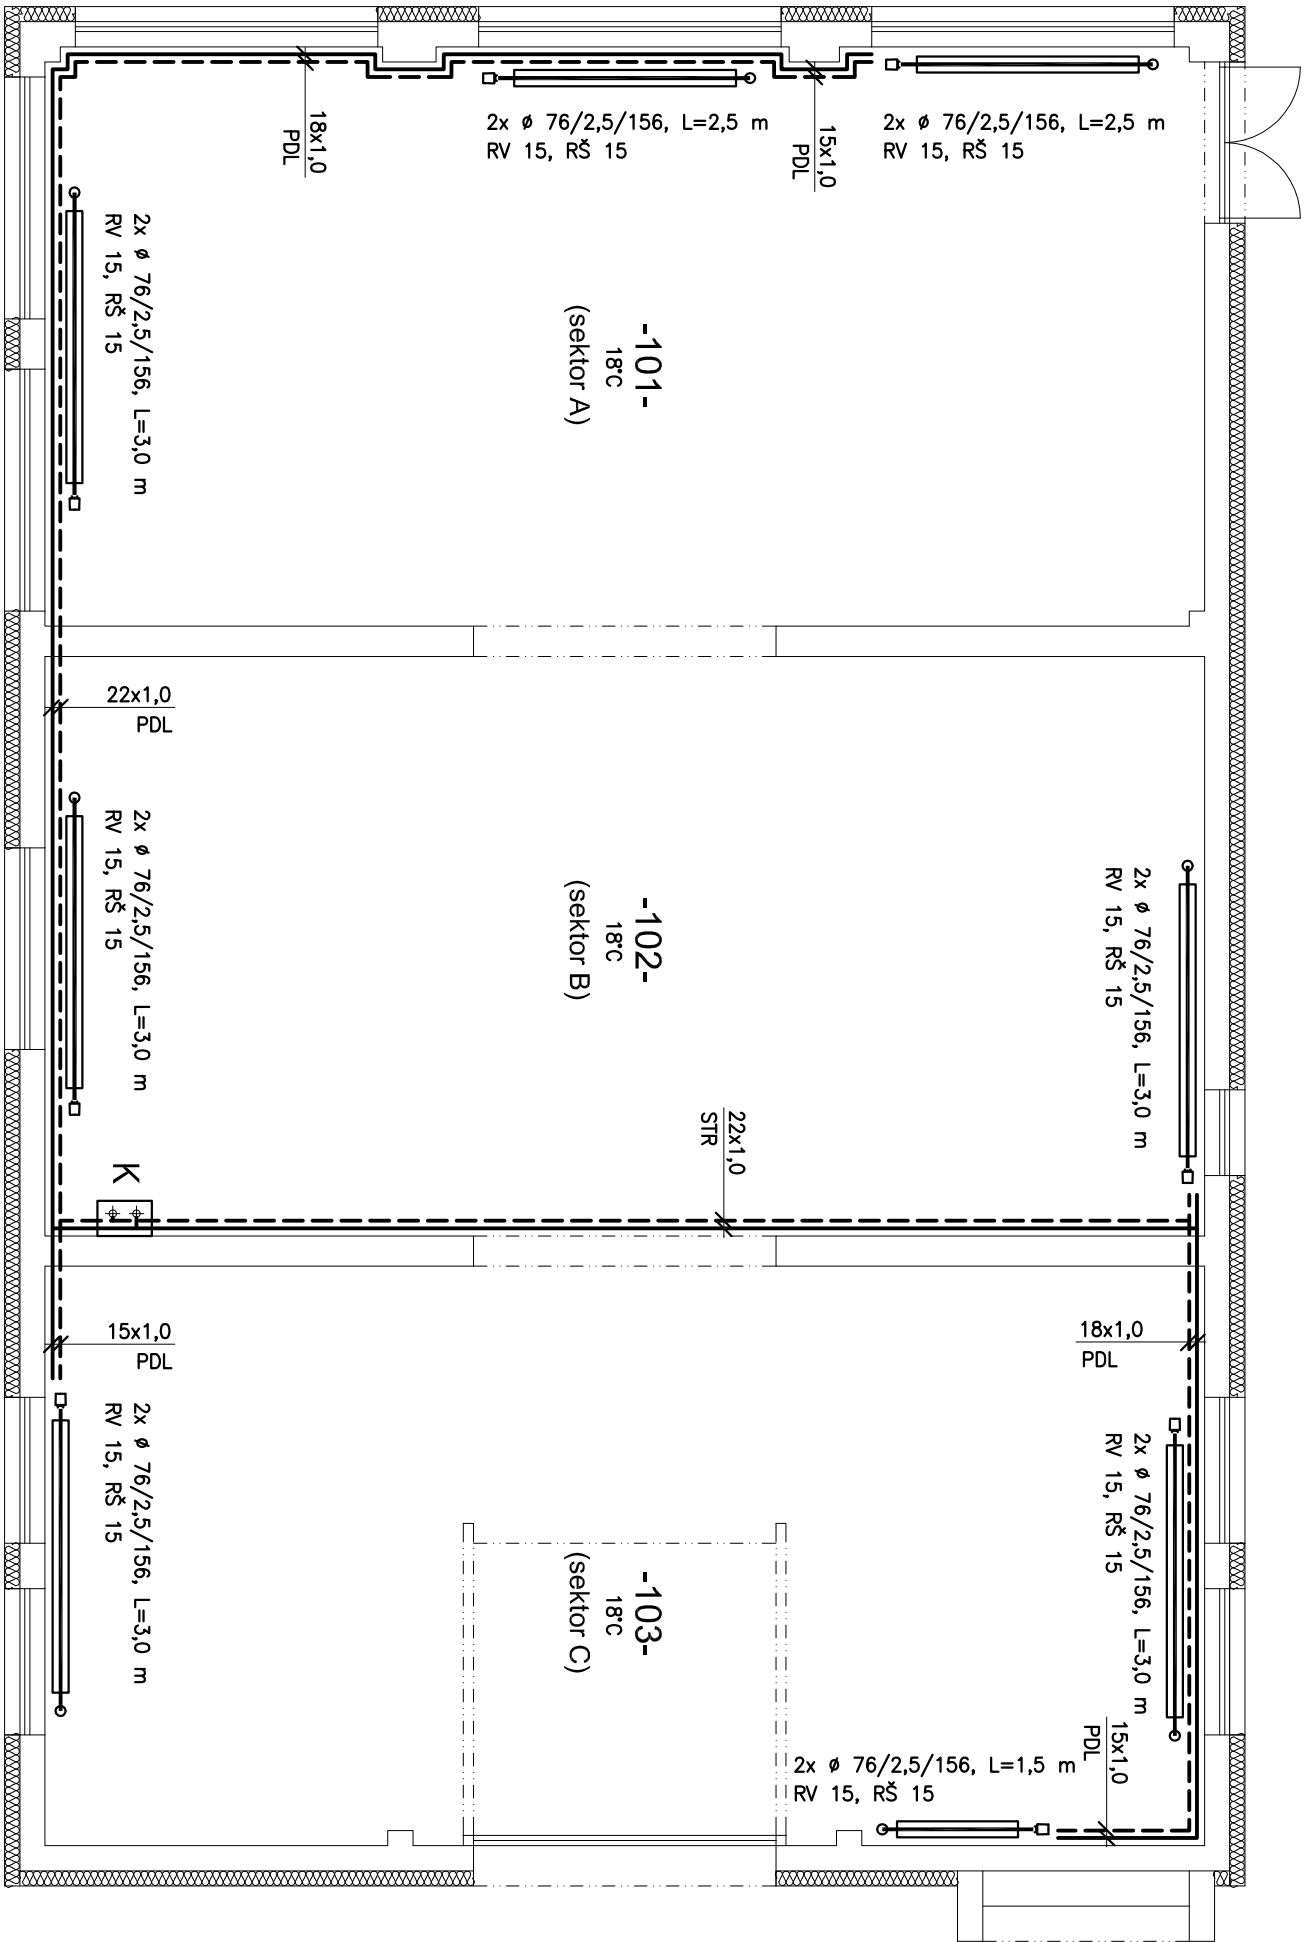 2x ø 76/2,5/156, L=2,5 m
RV 15, RŠ 15
2x ø 76/2,5/156, L=2,5 m
RV 15, RŠ 15
18x1,0
PDL
15x1,0
PDL
2x ø 76/2,5/156, L=3,0 m
RV 15, RŠ 15
-101-
18°C
(sektor A)
22x1,0
PDL
2x ø 76/2,5/156, L=3,0 m
RV 15, RŠ 15
-102-
18°C
(sektor B)
2x ø 76/2,5/156, L=3,0 m
RV 15, RŠ 15
22x1,0
STR
K
15x1,0
PDL
18x1,0
PDL
2x ø 76/2,5/156, L=3,0 m
RV 15, RŠ 15
-103-
18°C
(sektor C)
2x ø 76/2,5/156, L=3,0 m
RV 15, RŠ 15
15x1,0
PDL
2x ø 76/2,5/156, L=1,5 m
RV 15, RŠ 15